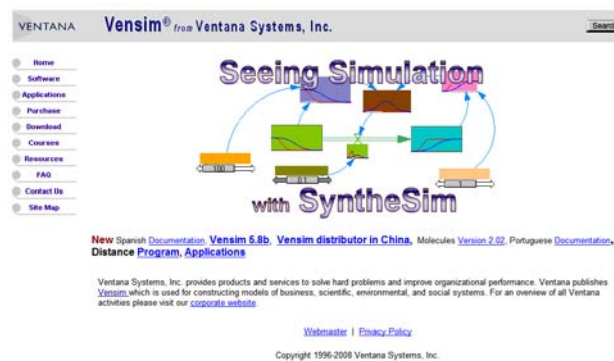 VENTANA
Vensim® from Ventana Systems, Inc.
Search
Home
Software
Applications
Purchase
Download
Courses
Resources
FAQ
Contact Us
Site Map
Seeing Simulation
with SyntheSim
New Spanish Documentation, Vensim 5.8b, Vensim distributor in China, Molecules Version 2.02, Portuguese Documentation,
Distance Program, Applications
Ventana Systems, Inc. provides products and services to solve hard problems and improve organizational performance. Ventana publishes
Vensim which is used for constructing models of business, scientific, environmental, and social systems. For an overview of all Ventana
activities please visit our corporate website.
Webmaster | Privacy Policy
Copyright 1996-2008 Ventana Systems, Inc.